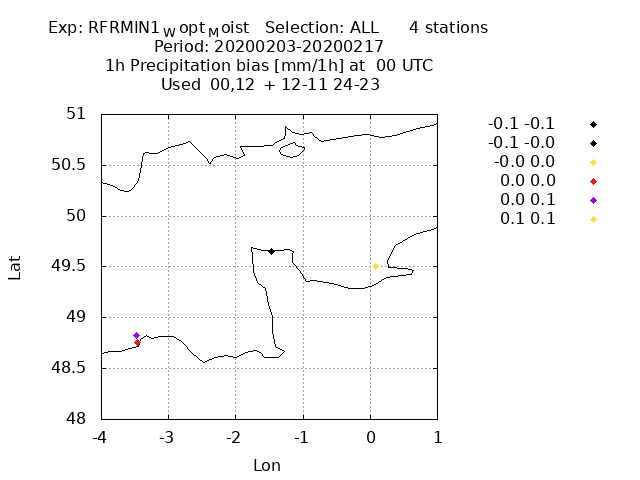 Exp: RFRMIN1WoptMoist   Selection: ALL      4 stations
Period: 20200203-20200217
1h Precipitation bias [mm/1h] at  00 UTC
Used  00,12  + 12-11 24-23
51
50.5
50
49.5
49
48.5
48
-4 -3 -2 -1 0 1
Lat
Lon
-0.1 -0.1
-0.1 -0.0
-0.0 0.0
0.0 0.0
0.0 0.1
0.1 0.1